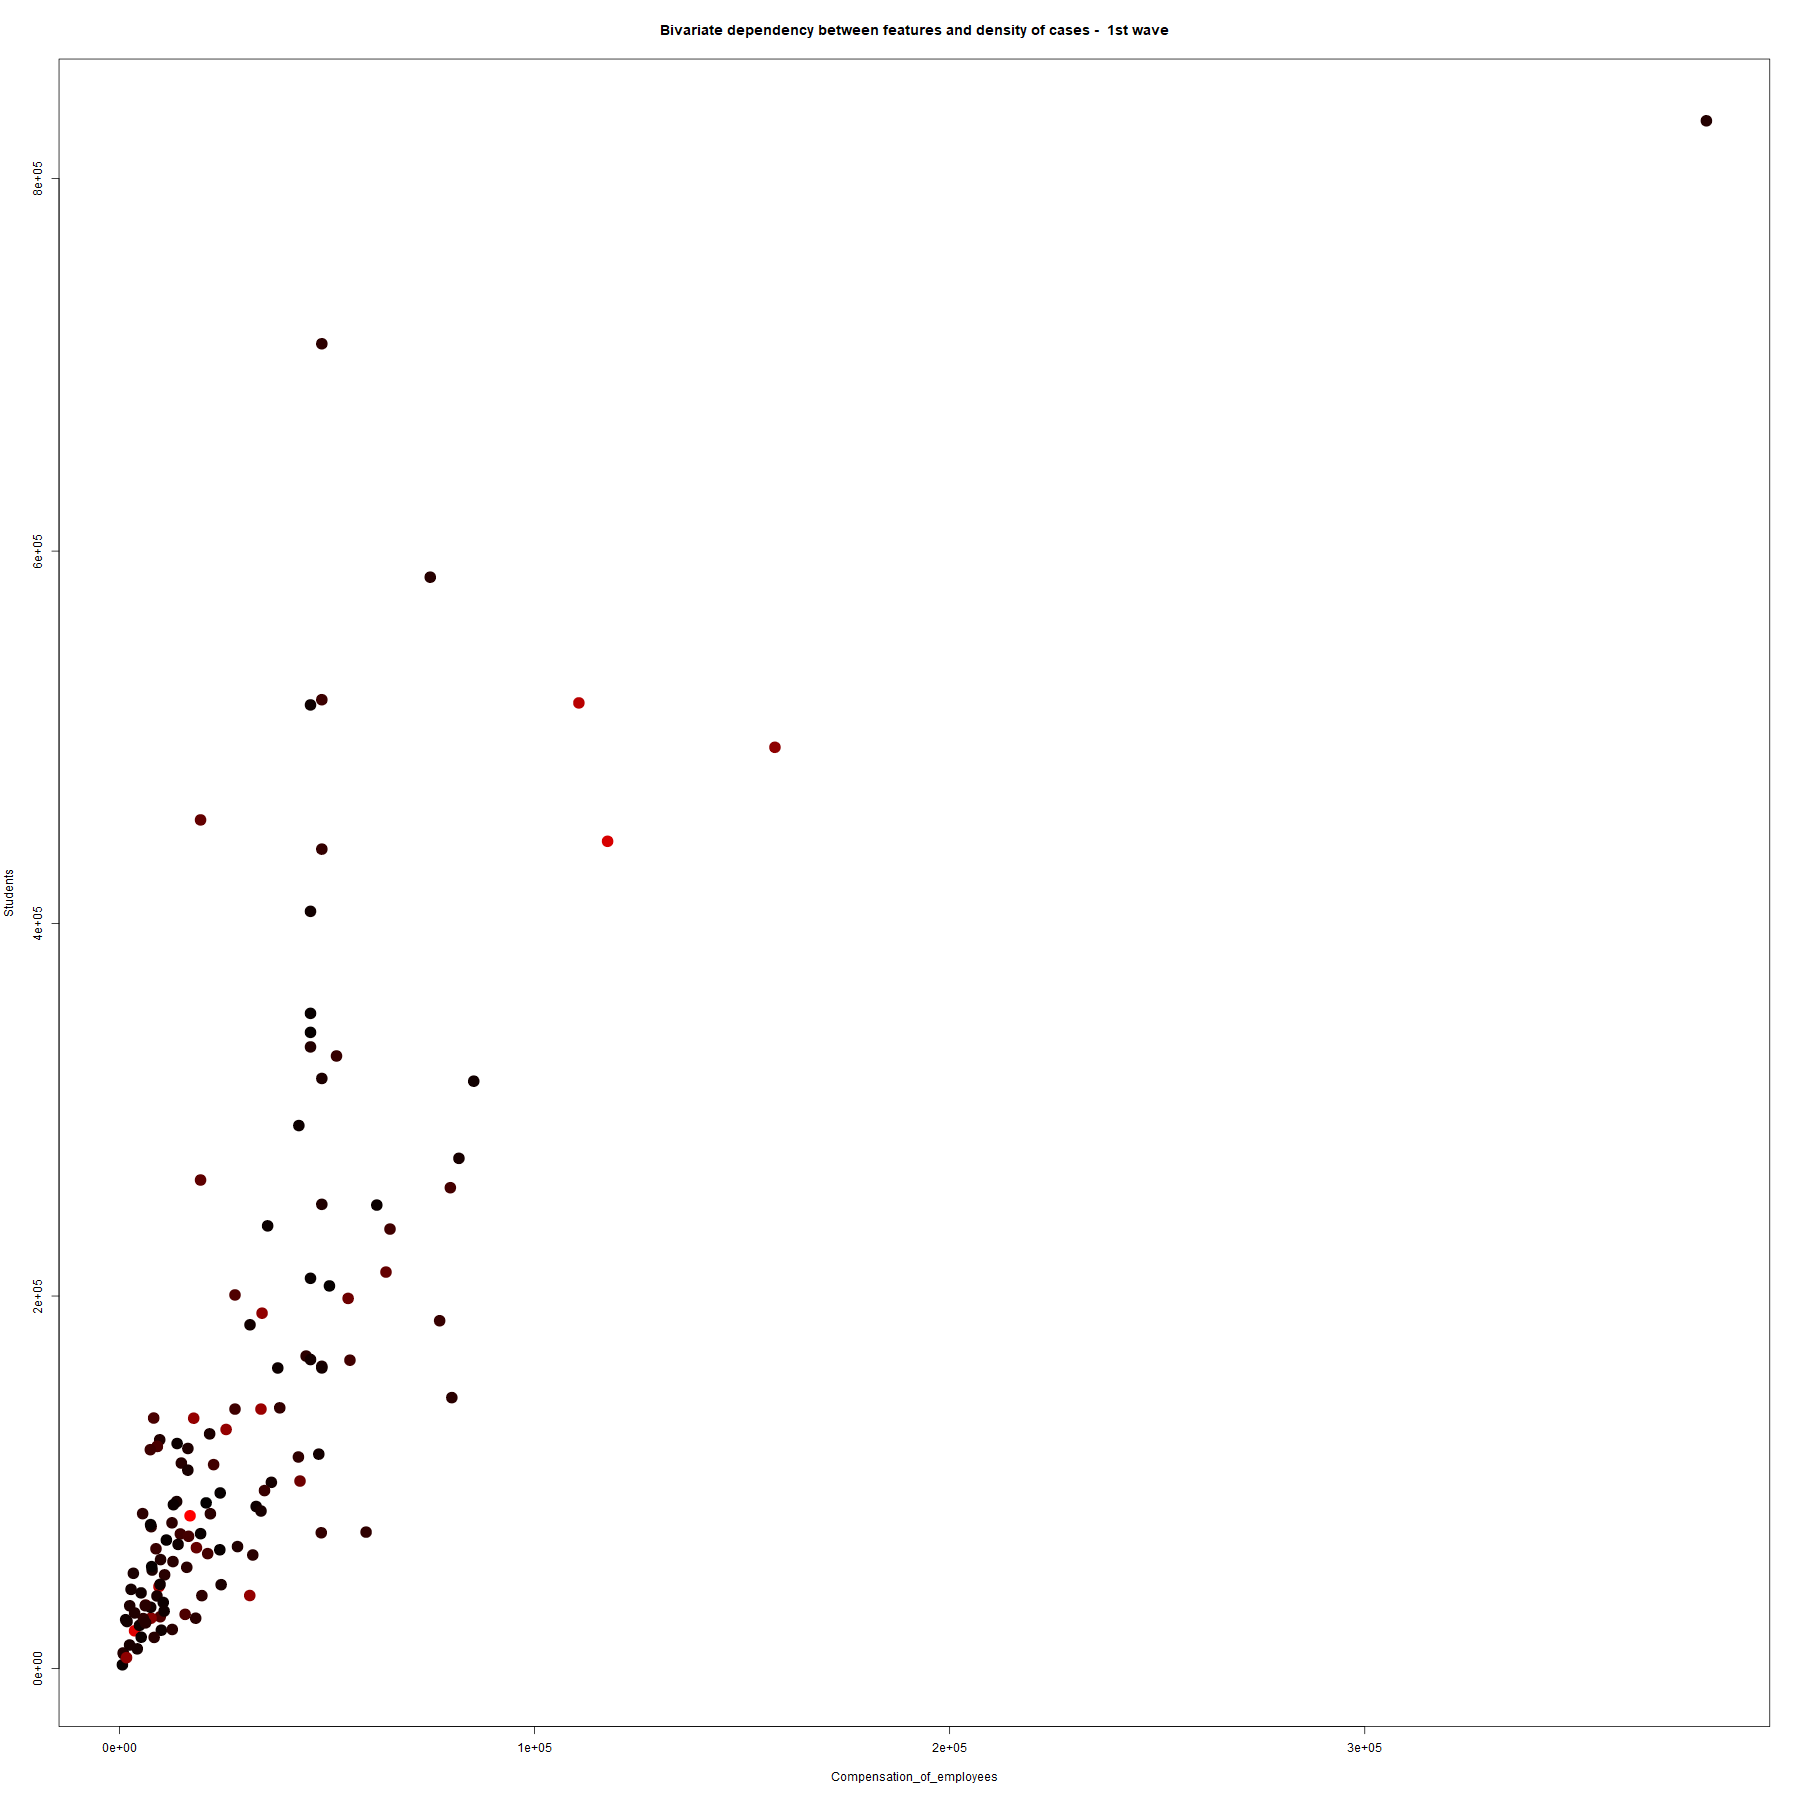 Bivariate dependency between features and density of cases -  1st wave
8e+05
6e+05
4e+05
2e+05
0e+00
Students
0e+00 1e+05 2e+05 3e+05
Compensation_of_employees